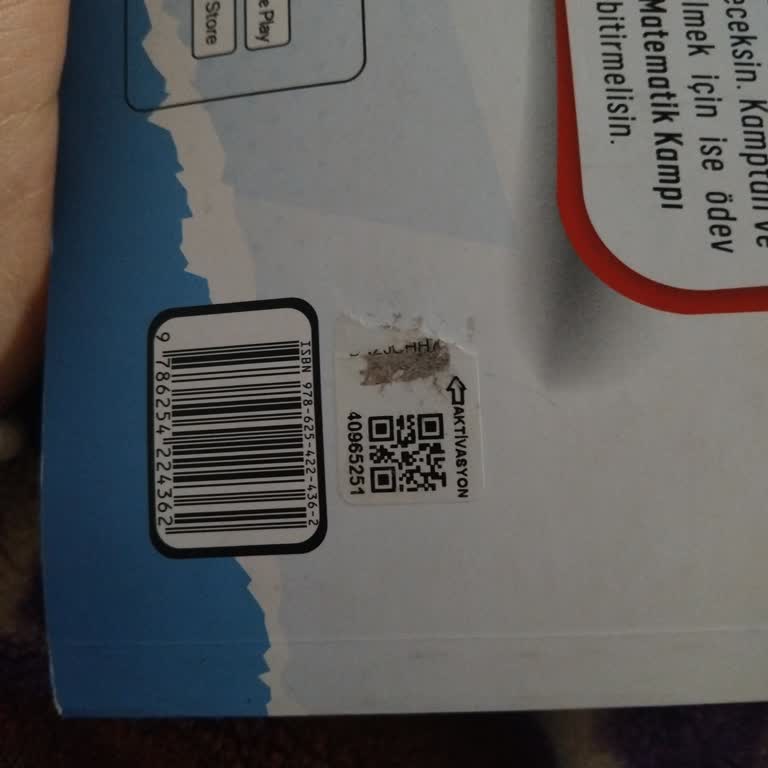 Store
e Play
eceksin. Kamptan ve
lmek için ise ödev
Matematik Kampı
bitirmelisin.
ISBN 978-625-422-436-2
9 786254 224362
AKTİVASYON
40965251